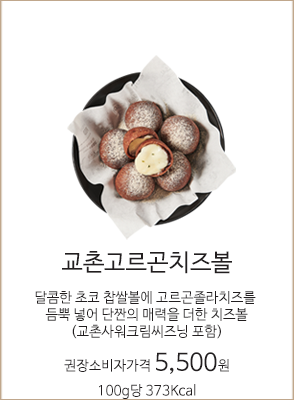 교촌고르곤치즈볼
달콤한 초코 찹쌀볼에 고르곤졸라치즈를
듬뿍 넣어 단짠의 매력을 더한 치즈볼
(교촌사워크림씨즈닝 포함)
권장소비자가격 5,500원
100g당 373Kcal